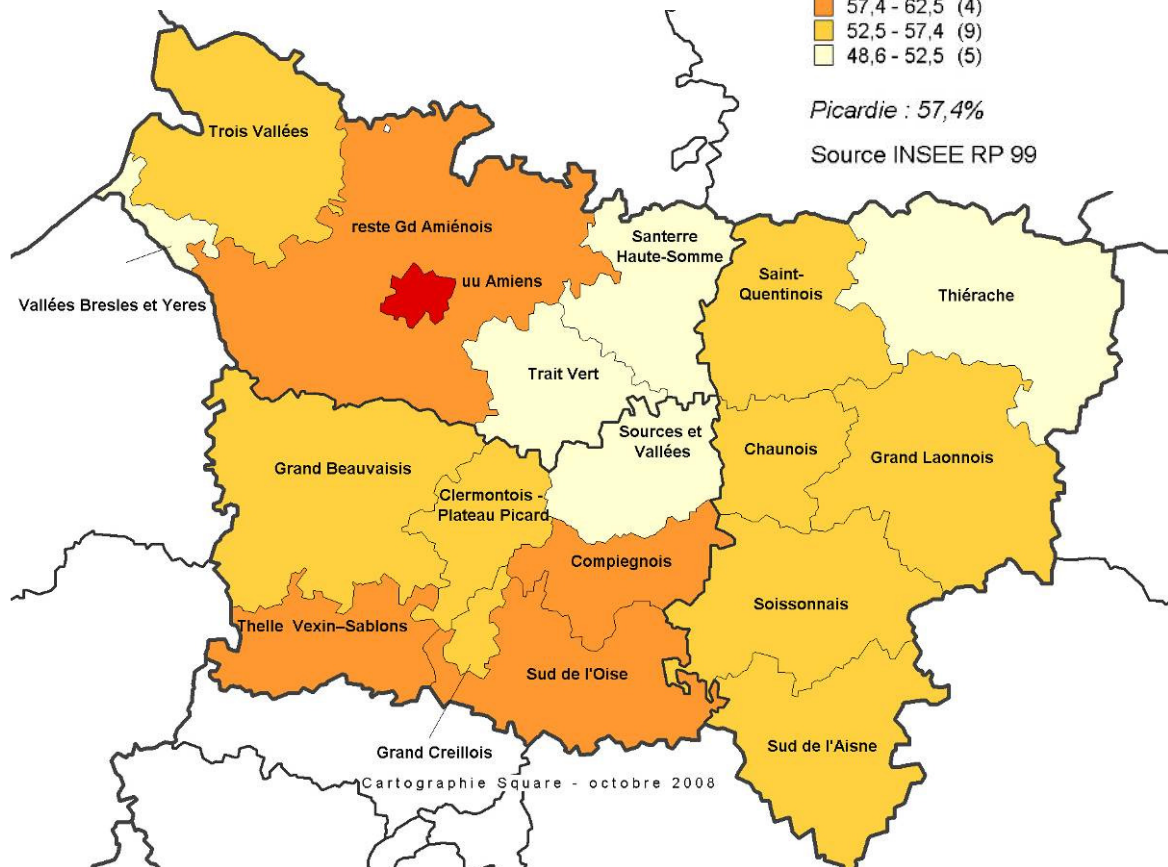 57,4 - 62,5 (4)
52,5 - 57,4 (9)
48,6 - 52,5 (5)
Picardie : 57,4%
Source INSEE RP 99
Trois Vallées
reste Gd Amiénois
Santerre
Haute-Somme
uu Amiens
Saint-
Quentinois
Thiérache
Vallées Bresles et Yeres
Trait Vert
Sources et
Vallées
Chaunois
Grand Laonnois
Grand Beauvaisis
Clermontois -
Plateau Picard
Compiegnois
Soissonnais
Thelle Vexin–Sablons
Sud de l'Oise
Sud de l'Aisne
Grand Creillois
Cartographie Square - octobre 2008